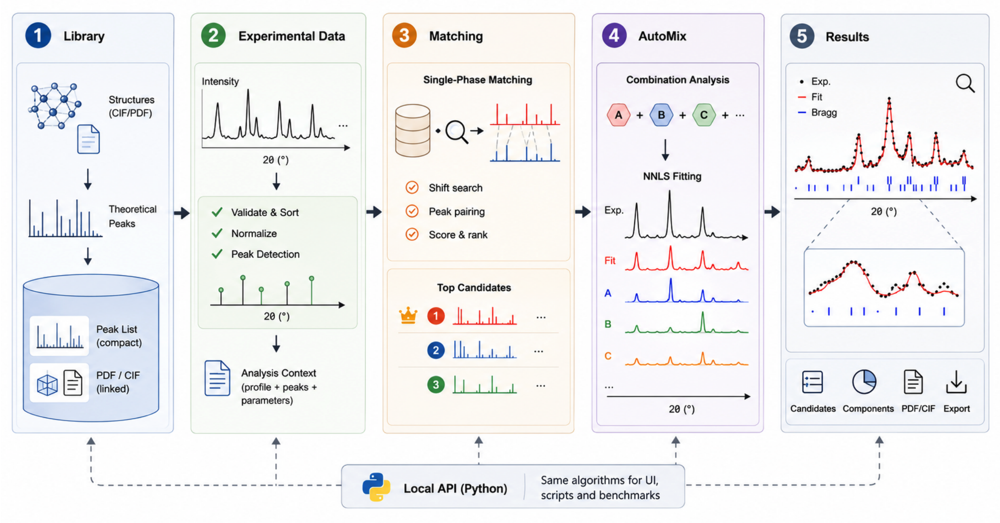 1 Library
Structures
(CIF/PDF)
Theoretical
Peaks
Peak List
(compact)
PDF / CIF
(linked)
2 Experimental Data
Intensity
...
2θ (°)
Validate & Sort
Normalize
Peak Detection
2θ (°)
Analysis Context
(profile + peaks +
parameters)
3 Matching
Single-Phase Matching
Shift search
Peak pairing
Score & rank
Top Candidates
1 ...
2 ...
3 ...
4 AutoMix
Combination Analysis
A + B + C + ...
NNLS Fitting
Exp.
Fit
A
B
C
...
2θ (°)
5 Results
Exp.
Fit
Bragg
2θ (°)
Candidates Components PDF/CIF Export
Local API (Python)
Same algorithms for UI,
scripts and benchmarks